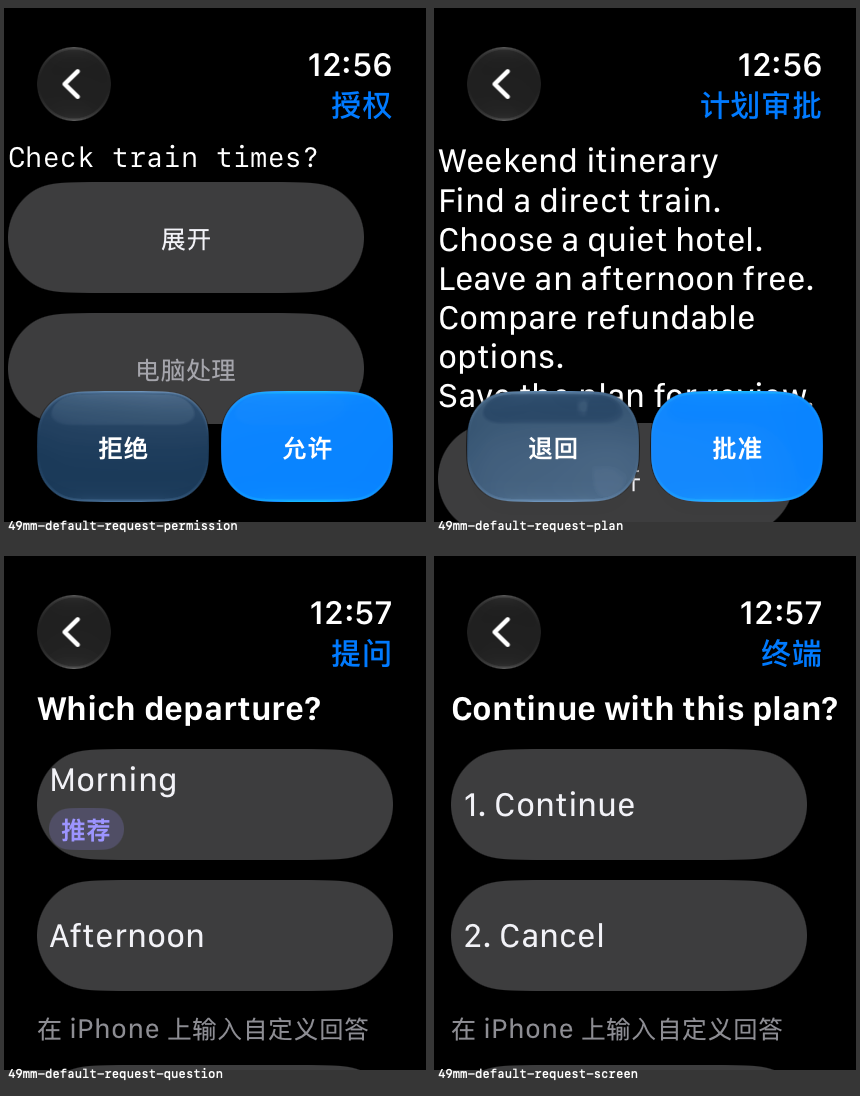 12:56
授权
Check train times?
展开
电脑处理
拒绝
允许
49mm-default-request-permission
12:56
计划审批
Weekend itinerary
Find a direct train.
Choose a quiet hotel.
Leave an afternoon free.
Compare refundable
options.
Save the plan for review.
退回
批准
49mm-default-request-plan
12:57
提问
Which departure?
Morning
推荐
Afternoon
在 iPhone 上输入自定义回答
49mm-default-request-question
12:57
终端
Continue with this plan?
1. Continue
2. Cancel
在 iPhone 上输入自定义回答
49mm-default-request-screen